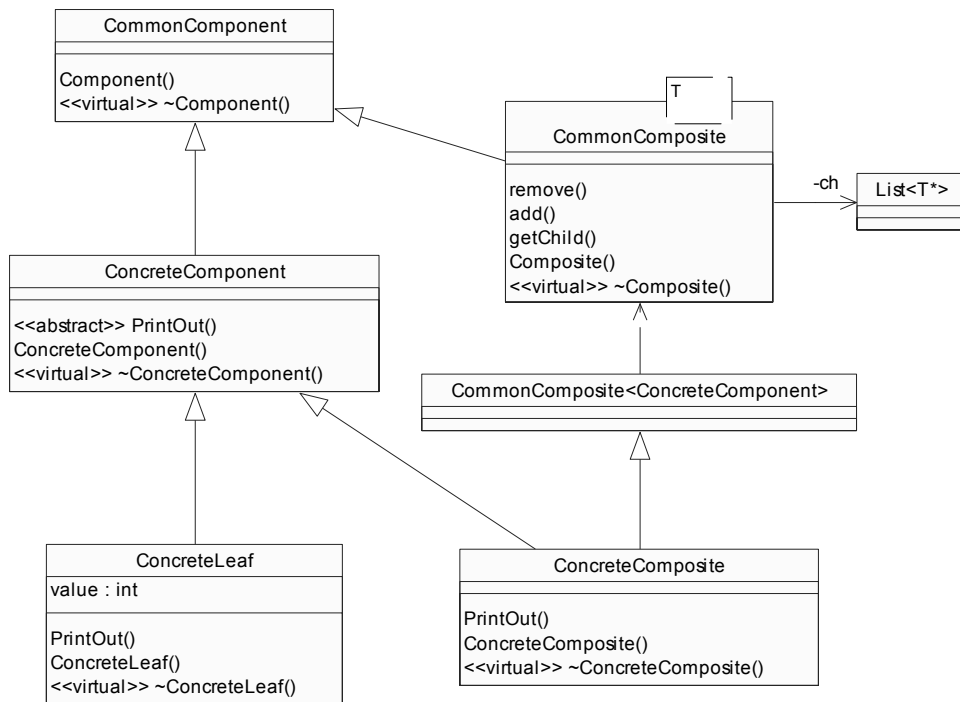 CommonComponent
Component()
<<virtual>> ~Component()
T
CommonComposite
remove()
add()
getChild()
Composite()
<<virtual>> ~Composite()
-ch
List<T*>
ConcreteComponent
<<abstract>> PrintOut()
ConcreteComponent()
<<virtual>> ~ConcreteComponent()
CommonComposite<ConcreteComponent>
ConcreteLeaf
value : int
PrintOut()
ConcreteLeaf()
<<virtual>> ~ConcreteLeaf()
ConcreteComposite
PrintOut()
ConcreteComposite()
<<virtual>> ~ConcreteComposite()